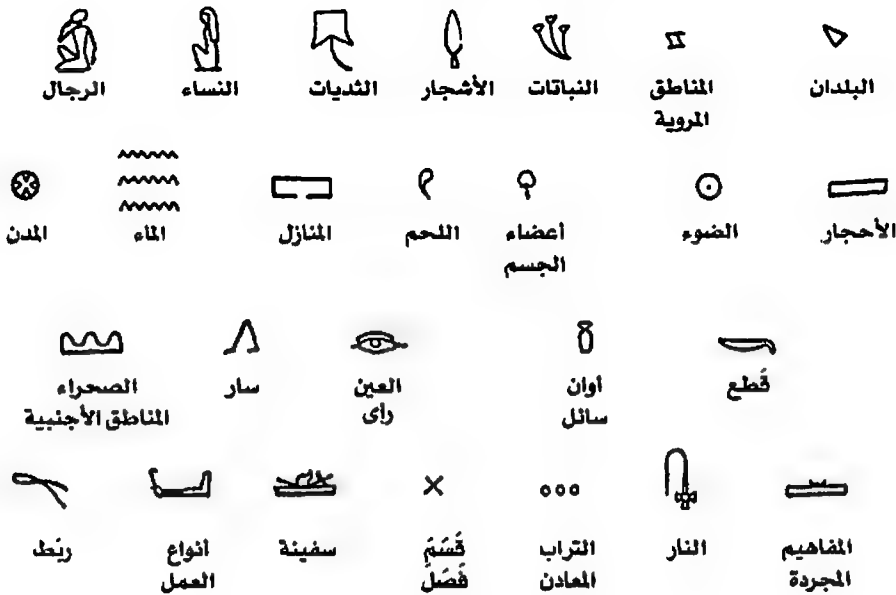 البلدان المناطق النباتات الأشجار الثديات النساء الرجال
المروية
الأحجار الضوء أعضاء اللحم المنازل الماء المدن
الجسم
قُطع أوان العين سار الصحراء
سائل رأى المناطق الأجنبية
المفاهيم النار التراب قَسَمَ سفينة أنواع ربَط
المجردة المعادن فَصَلَ العمل